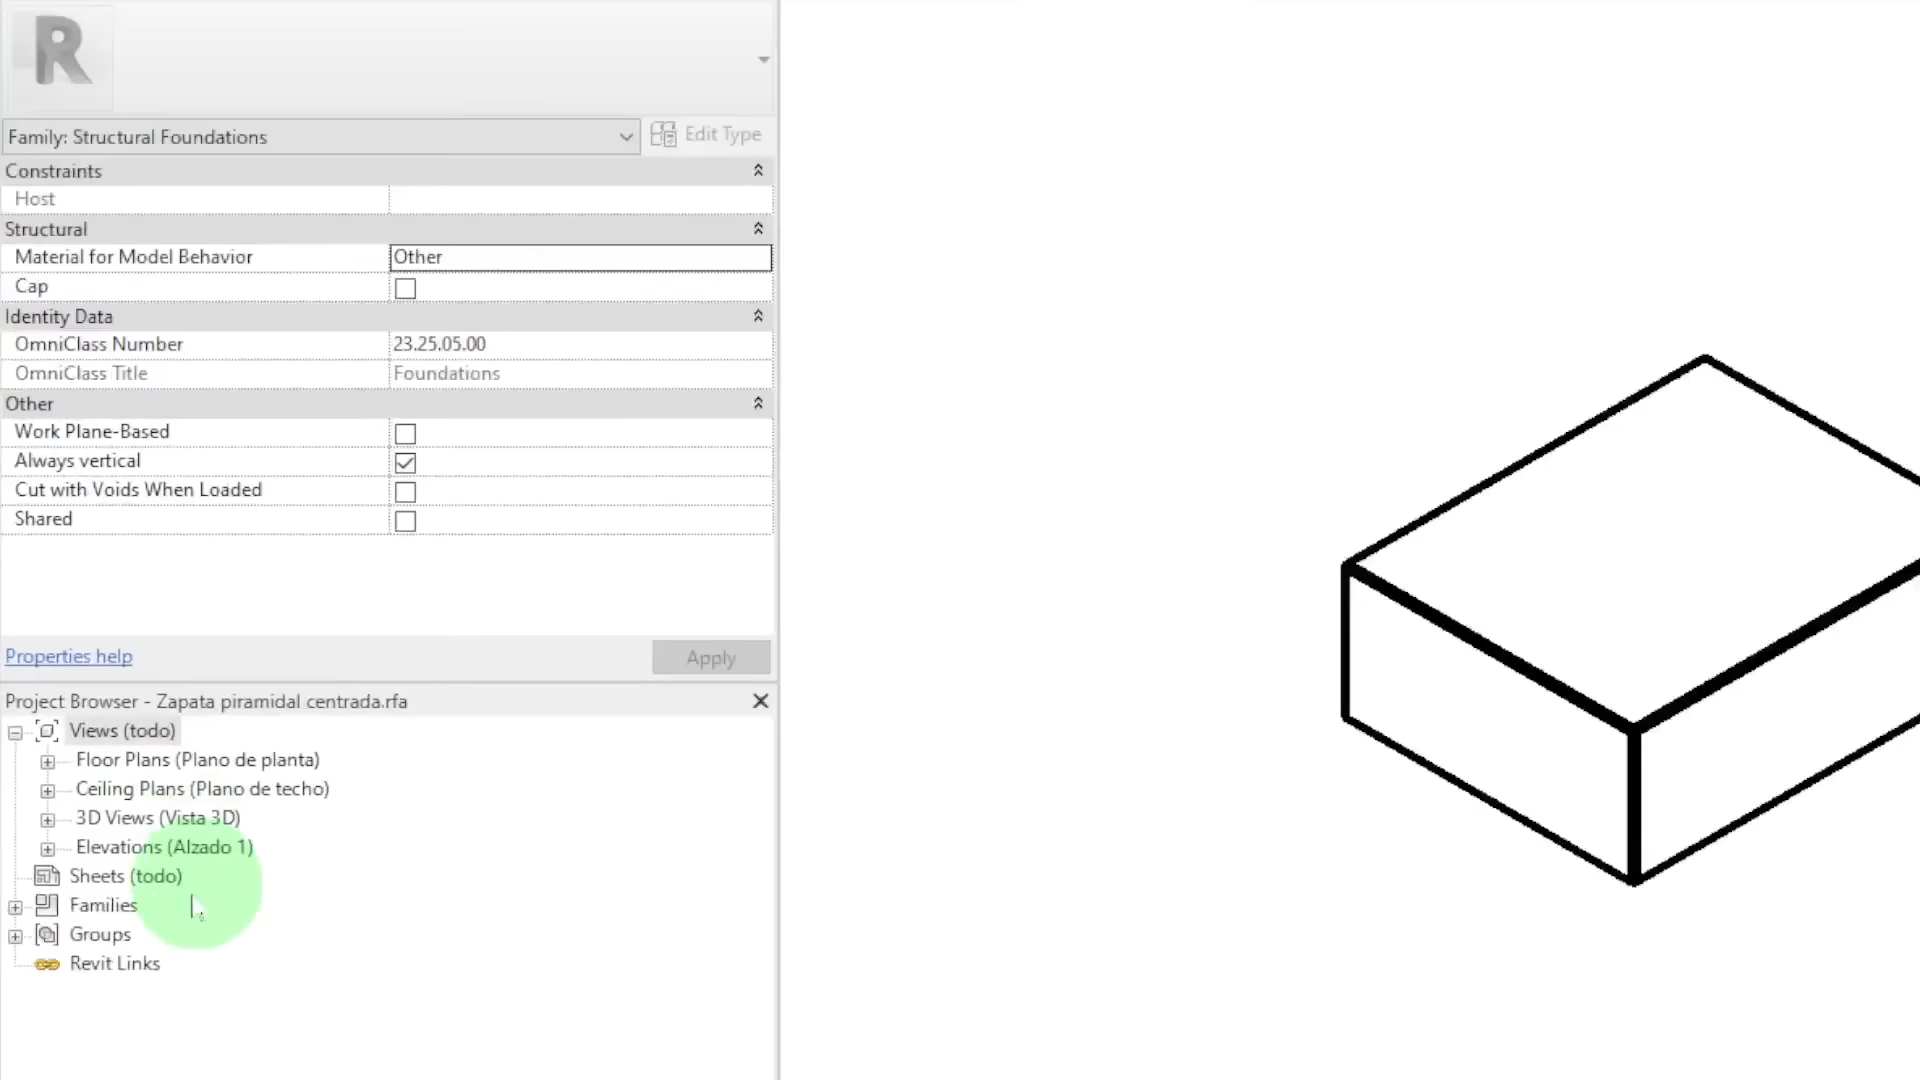 R
Family: Structural Foundations
Edit Type
Constraints
Host
Structural
Material for Model Behavior Other
Cap
Identity Data
OmniClass Number 23.25.05.00
OmniClass Title Foundations
Other
Work Plane-Based
Always vertical
Cut with Voids When Loaded
Shared
Properties help
Apply
Project Browser - Zapata piramidal centrada.rfa
Views (todo)
Floor Plans (Plano de planta)
Ceiling Plans (Plano de techo)
3D Views (Vista 3D)
Elevations (Alzado 1)
Sheets (todo)
Families
Groups
Revit Links